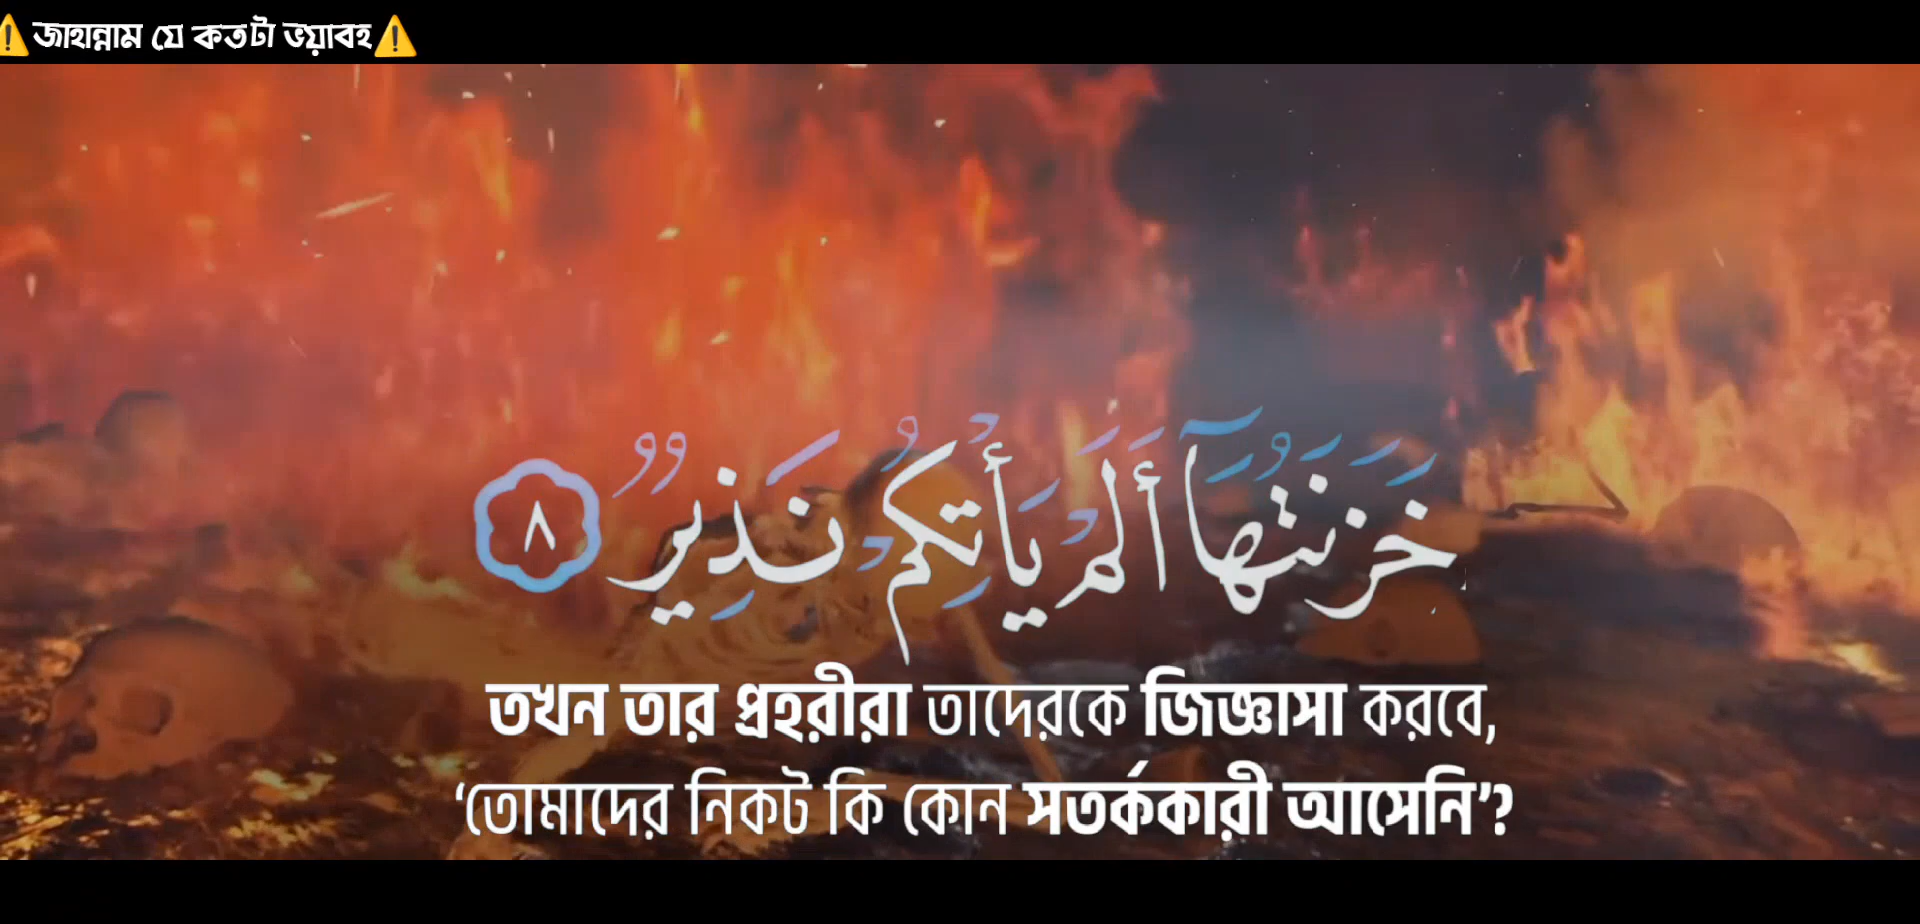 ⚠️জাহান্নাম যে কতটা ভয়াবহ⚠️
خَزَنَتُهَآ أَلَمْ يَأْتِكُمْ نَذِيرٌ ٨
তখন তার প্রহরীরা তাদেরকে জিজ্ঞাসা করবে,
‘তোমাদের নিকট কি কোন সতর্ককারী আসেনি’?